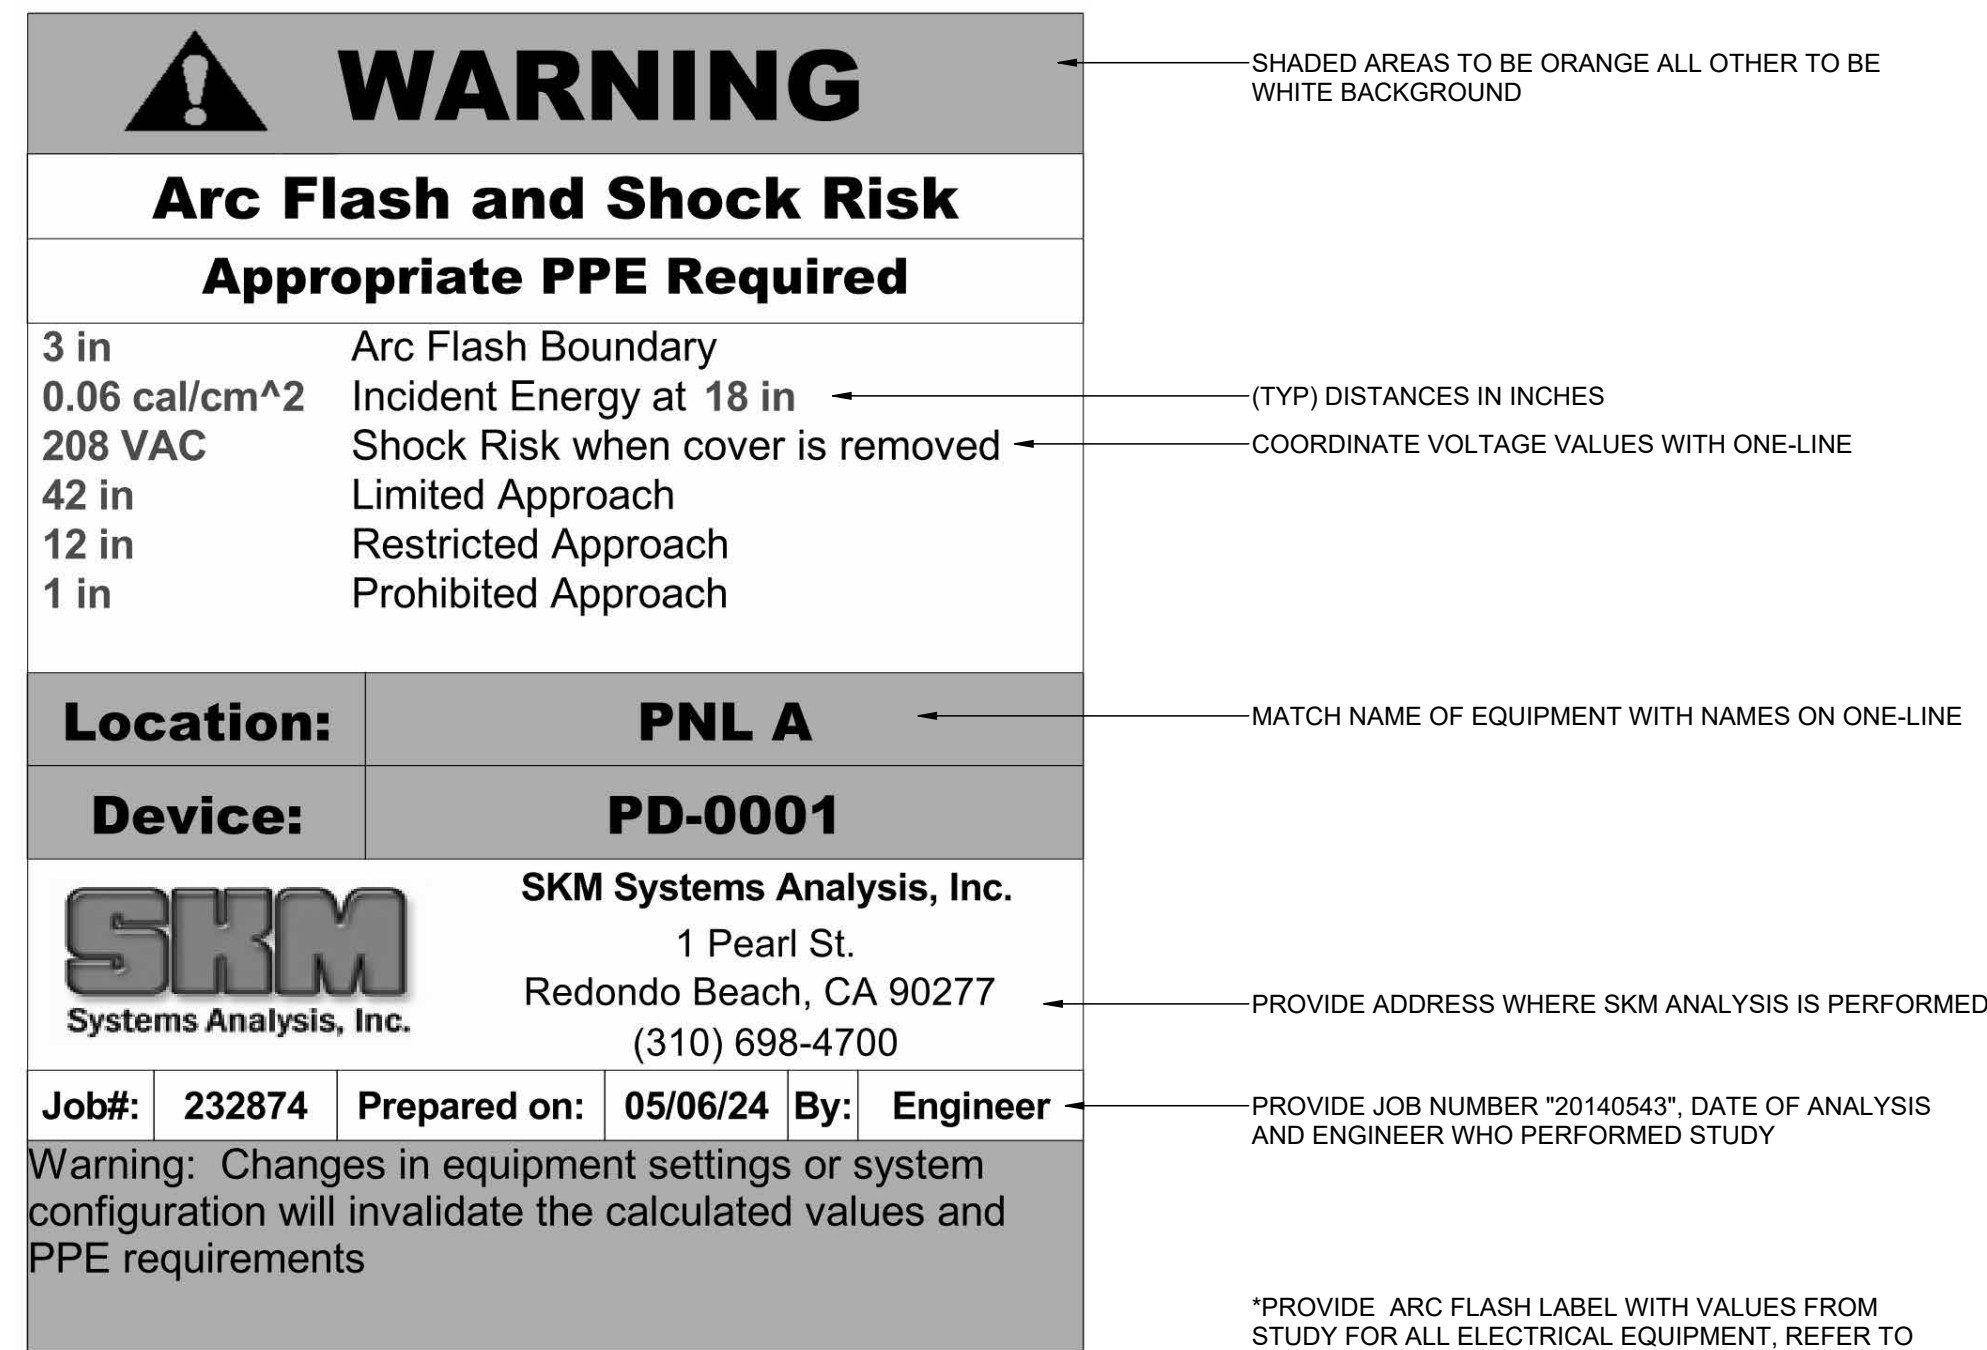 WARNING
SHADED AREAS TO BE ORANGE ALL OTHER TO BE
WHITE BACKGROUND
Arc Flash and Shock Risk
Appropriate PPE Required
3 in Arc Flash Boundary
0.06 cal/cm^2 Incident Energy at 18 in
(TYP) DISTANCES IN INCHES
208 VAC Shock Risk when cover is removed
COORDINATE VOLTAGE VALUES WITH ONE-LINE
42 in Limited Approach
12 in Restricted Approach
1 in Prohibited Approach
Location: PNL A
MATCH NAME OF EQUIPMENT WITH NAMES ON ONE-LINE
Device: PD-0001
SKM
Systems Analysis, Inc.
SKM Systems Analysis, Inc.
1 Pearl St.
Redondo Beach, CA 90277
(310) 698-4700
PROVIDE ADDRESS WHERE SKM ANALYSIS IS PERFORMED
Job#: 232874 Prepared on: 05/06/24 By: Engineer
PROVIDE JOB NUMBER "20140543", DATE OF ANALYSIS
AND ENGINEER WHO PERFORMED STUDY
Warning: Changes in equipment settings or system
configuration will invalidate the calculated values and
PPE requirements
*PROVIDE ARC FLASH LABEL WITH VALUES FROM
STUDY FOR ALL ELECTRICAL EQUIPMENT, REFER TO